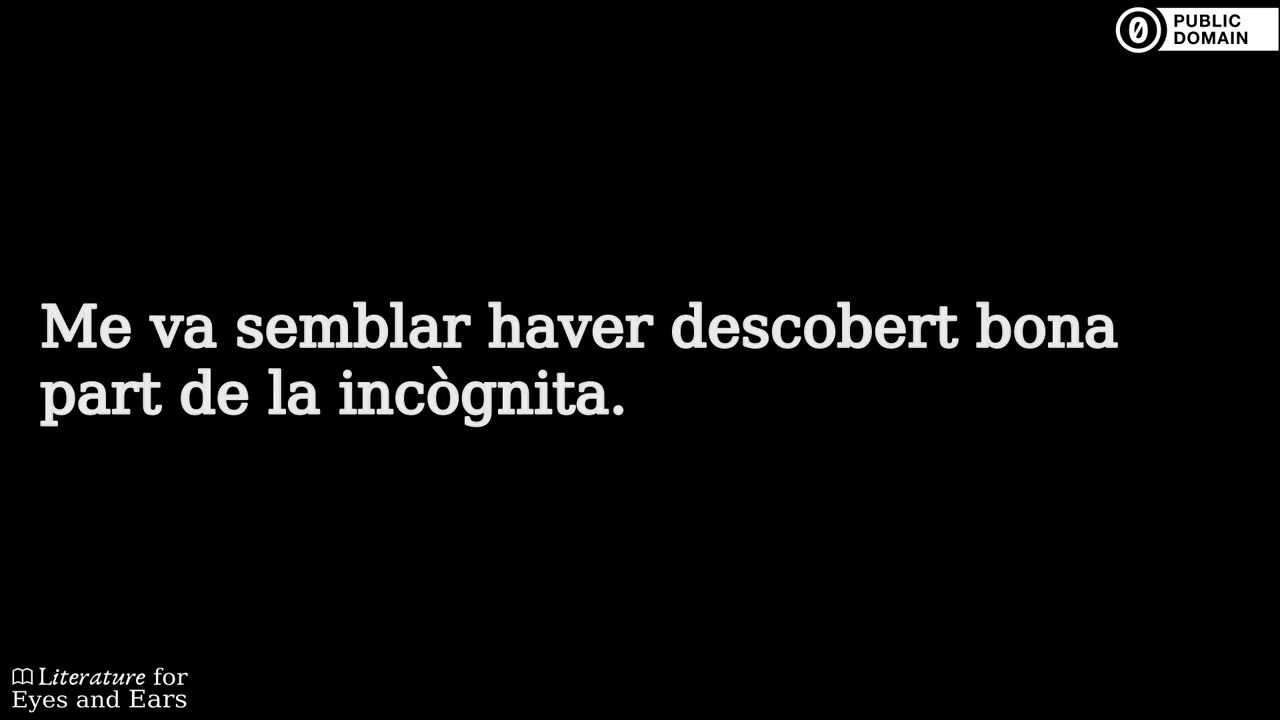 PUBLIC
DOMAIN
Me va semblar haver descobert bona
part de la incògnita.
Literature for
Eyes and Ears